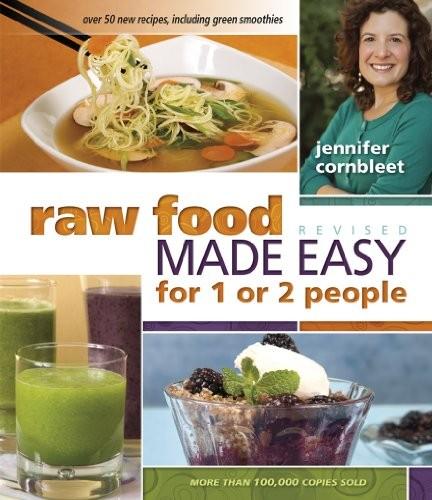 over 50 new recipes, including green smoothies
jennifer
cornbleet
raw food
REVISED
MADE EASY
for 1 or 2 people
MORE THAN 100,000 COPIES SOLD